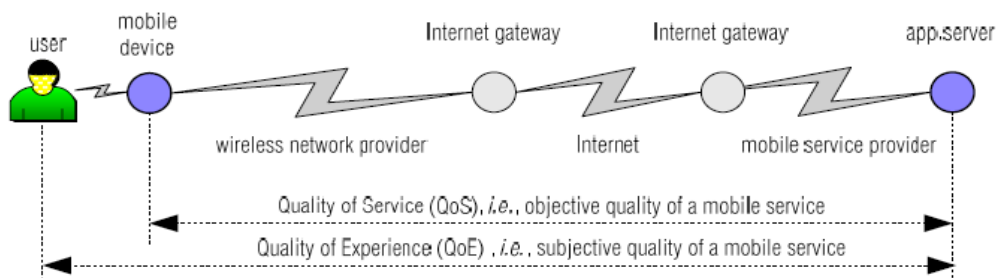 user
mobile
device
Internet gateway
Internet gateway
app.server
wireless network provider
Internet
mobile service provider
Quality of Service (QoS), i.e., objective quality of a mobile service
Quality of Experience (QoE) , i.e., subjective quality of a mobile service